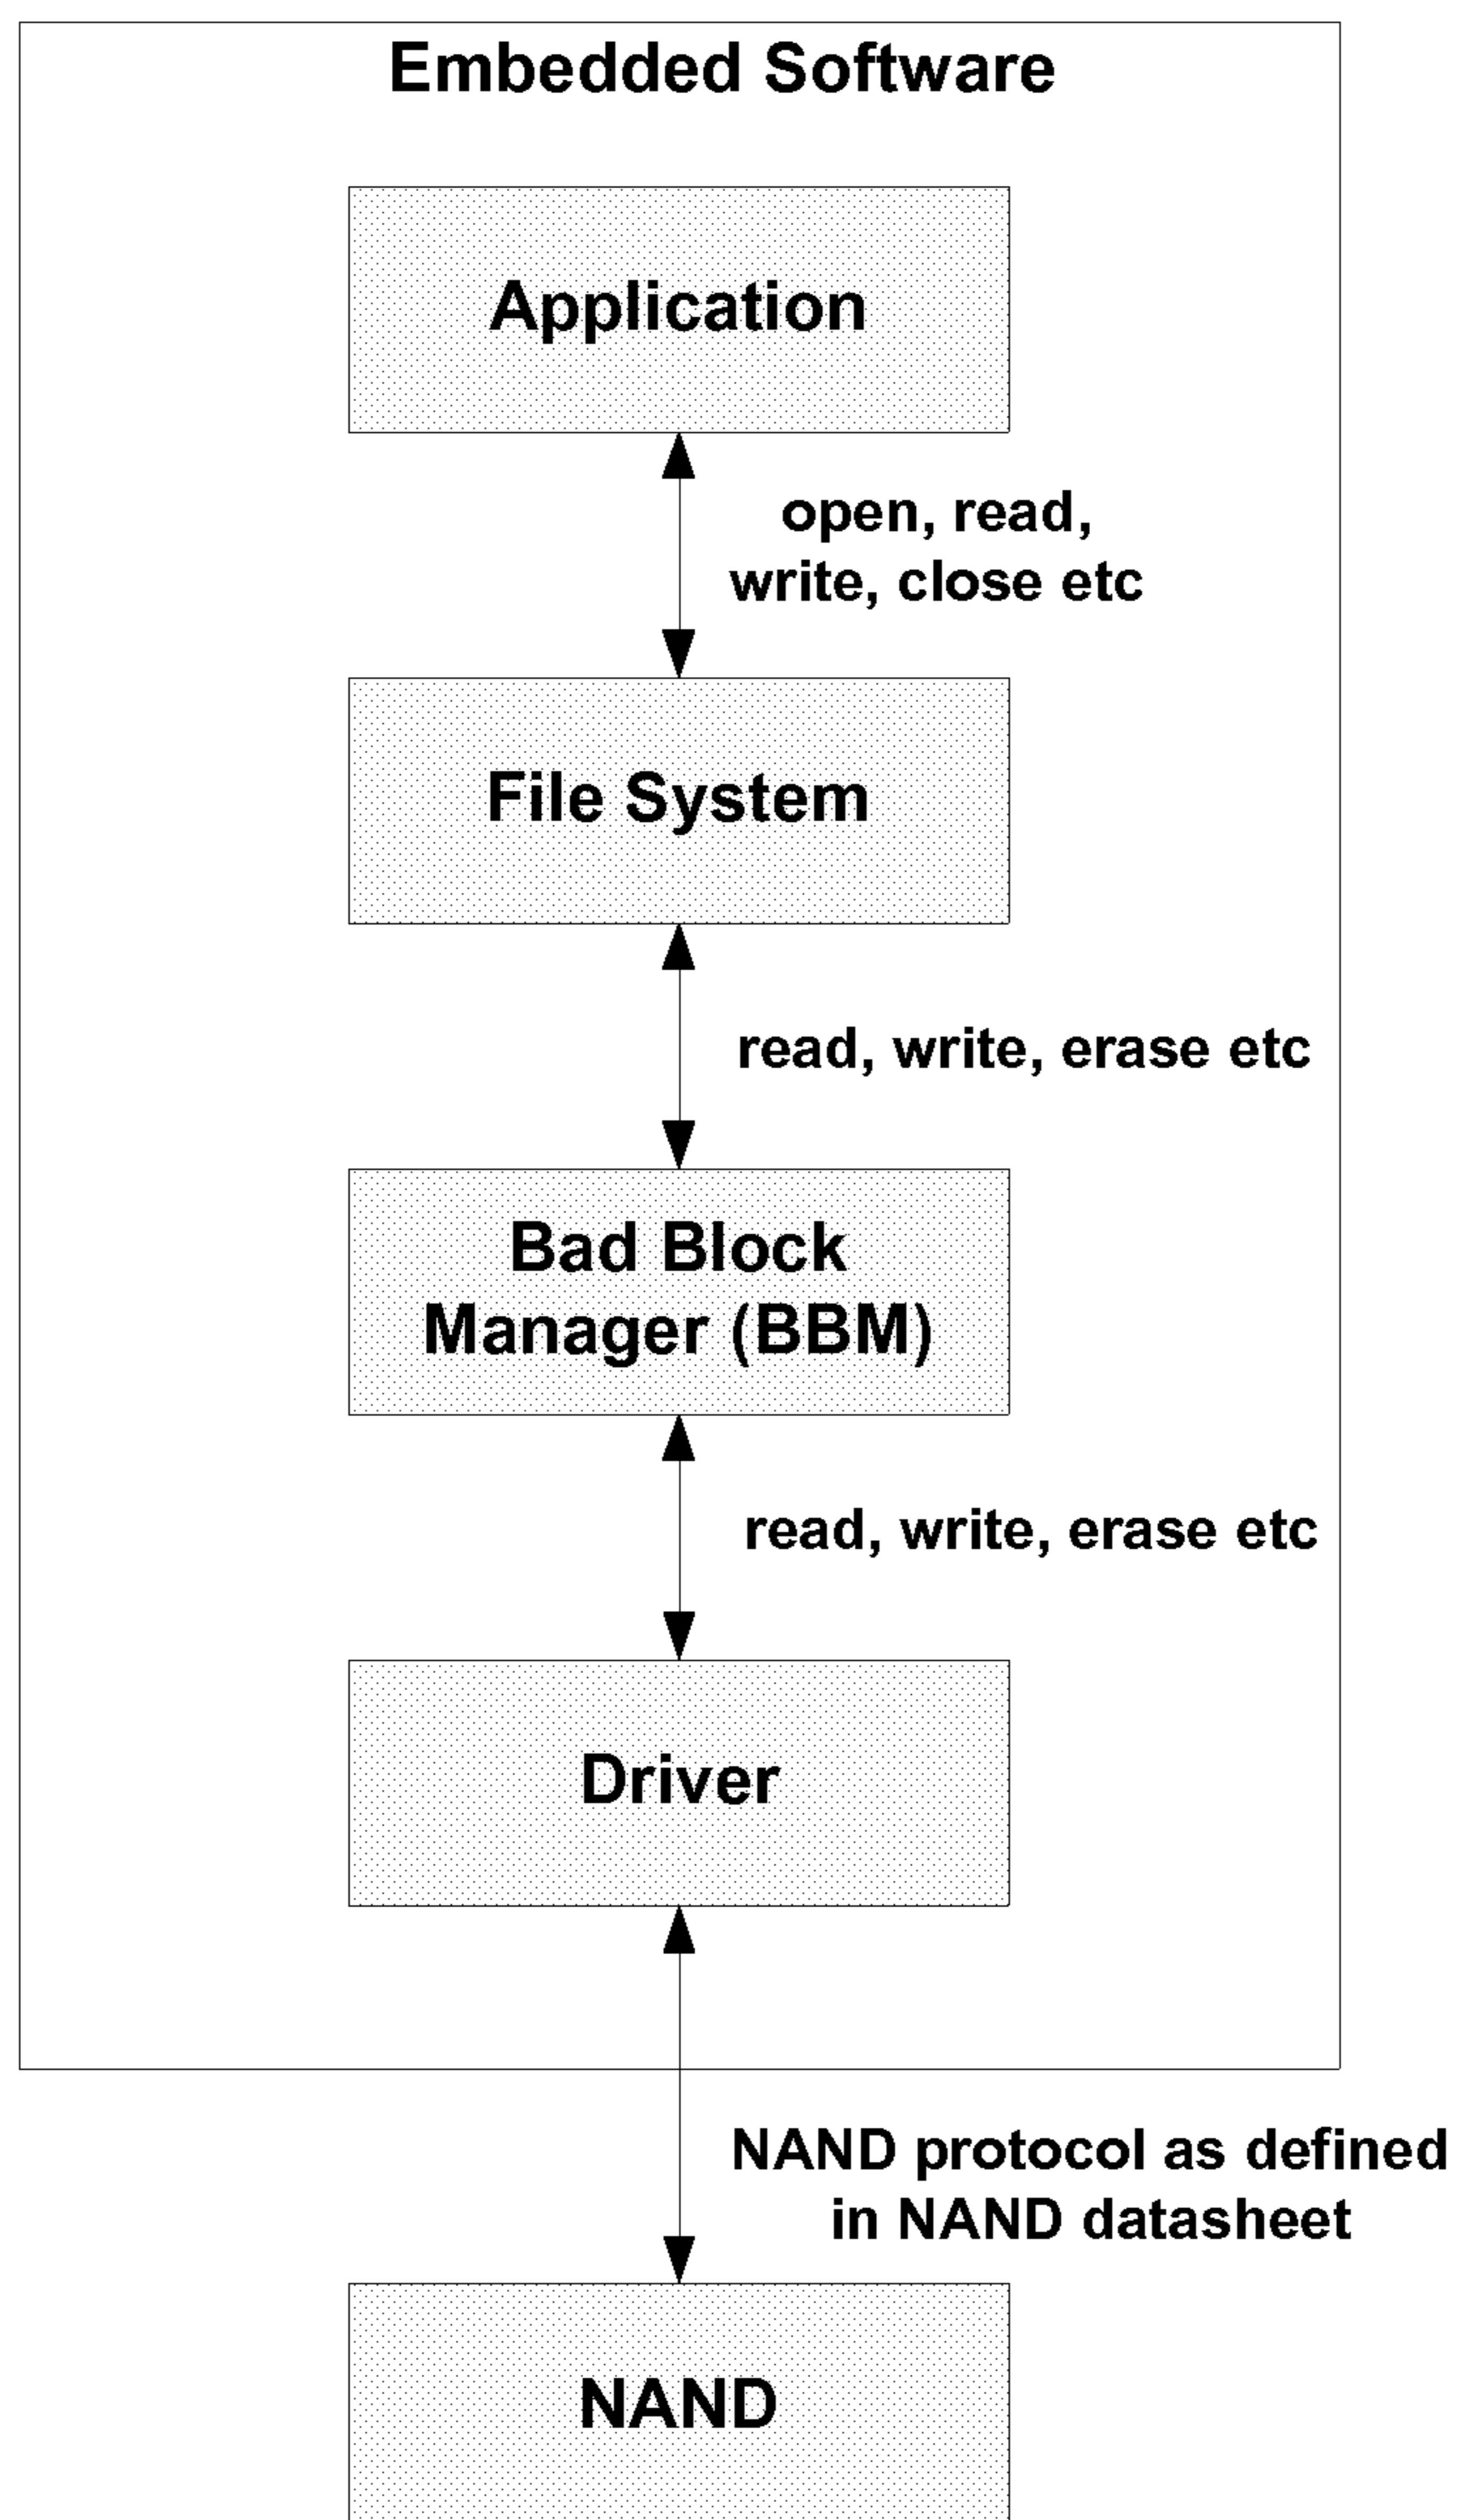 Embedded Software
Application
open, read,
write, close etc
File System
read, write, erase etc
Bad Block
Manager (BBM)
read, write, erase etc
Driver
NAND protocol as defined
in NAND datasheet
NAND